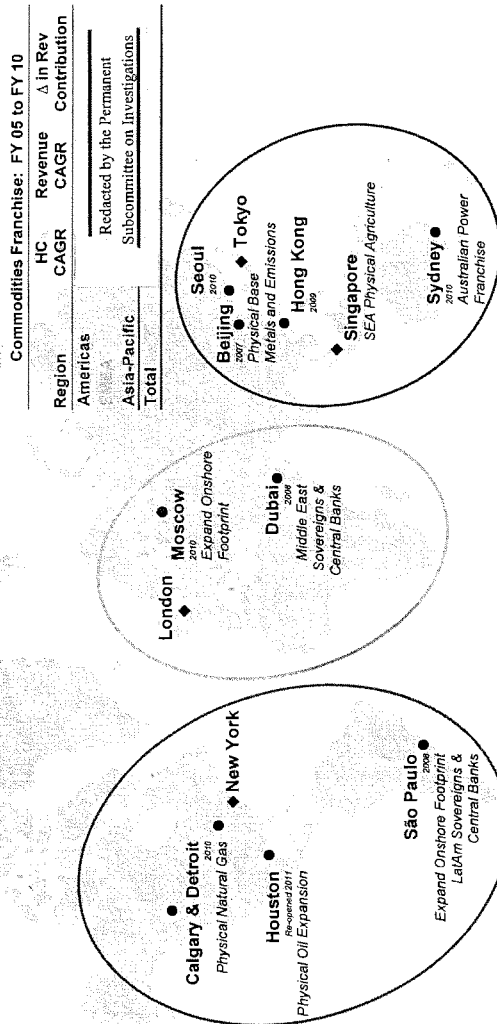 Commodities Franchise: FY 05 to FY 10
Region
HC
CAGR
Revenue
CAGR
Δ in Rev
Contribution
Americas
EMEA
Asia-Pacific
Total
Redacted by the Permanent
Subcommittee on Investigations
Calgary & Detroit
2010
Physical Natural Gas
New York
Houston
Re-opened 2011
Physical Oil Expansion
São Paulo
2008
Expand Onshore Footprint
LatAm Sovereigns &
Central Banks
London
Moscow
2010
Expand Onshore
Footprint
Dubai
2008
Middle East
Sovereigns &
Central Banks
Seoul
2010
Beijing
2007
Physical Base
Metals and Emissions
Tokyo
Hong Kong
2009
Singapore
SEA Physical Agriculture
Sydney
2010
Australian Power
Franchise